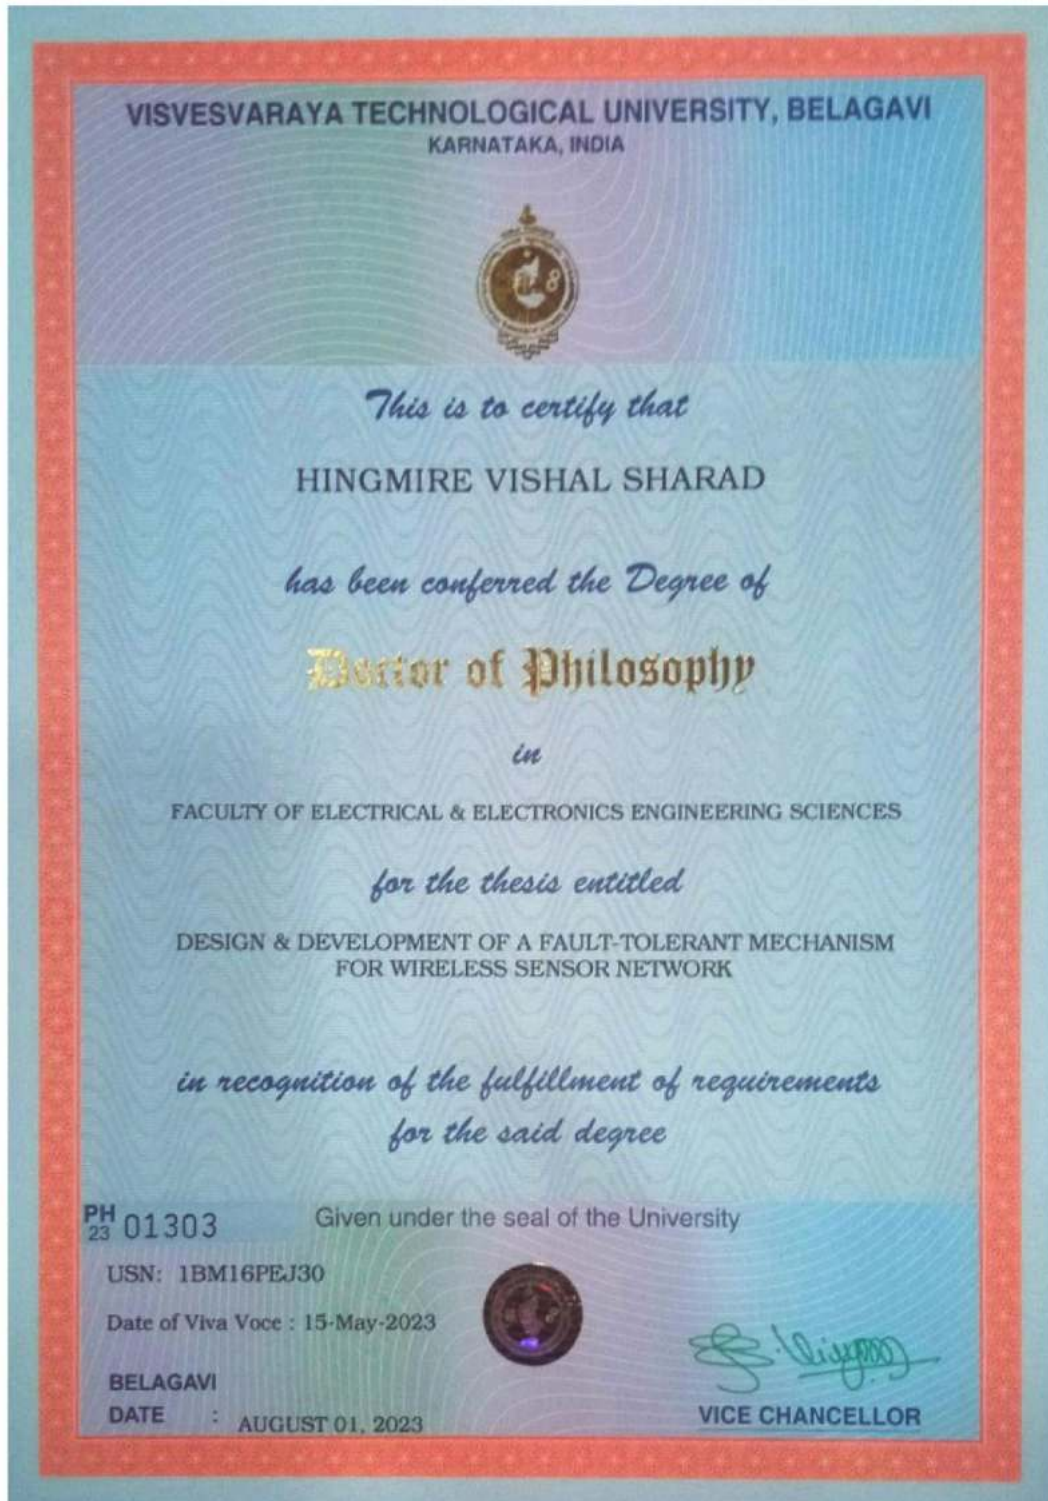 VISVESVARAYA TECHNOLOGICAL UNIVERSITY, BELAGAVI
KARNATAKA, INDIA
This is to certify that
HINGMIRE VISHAL SHARAD
has been conferred the Degree of
Doctor of Philosophy
in
FACULTY OF ELECTRICAL & ELECTRONICS ENGINEERING SCIENCES
for the thesis entitled
DESIGN & DEVELOPMENT OF A FAULT-TOLERANT MECHANISM
FOR WIRELESS SENSOR NETWORK
in recognition of the fulfillment of requirements
for the said degree
PH 23 01303
Given under the seal of the University
USN: 1BM16PEJ30
Date of Viva Voce : 15-May-2023
BELAGAVI
DATE : AUGUST 01, 2023
VICE CHANCELLOR